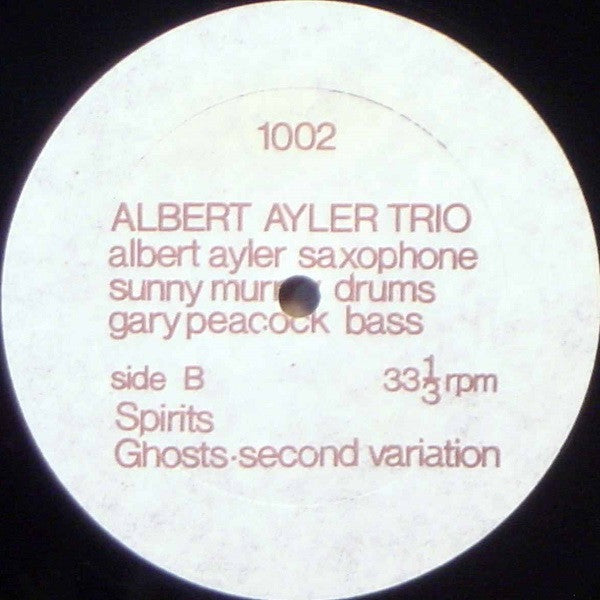 1002
ALBERT AYLER TRIO
albert ayler saxophone
sunny murray drums
gary peacock bass
side B 33 1/3 rpm
Spirits
Ghosts·second variation